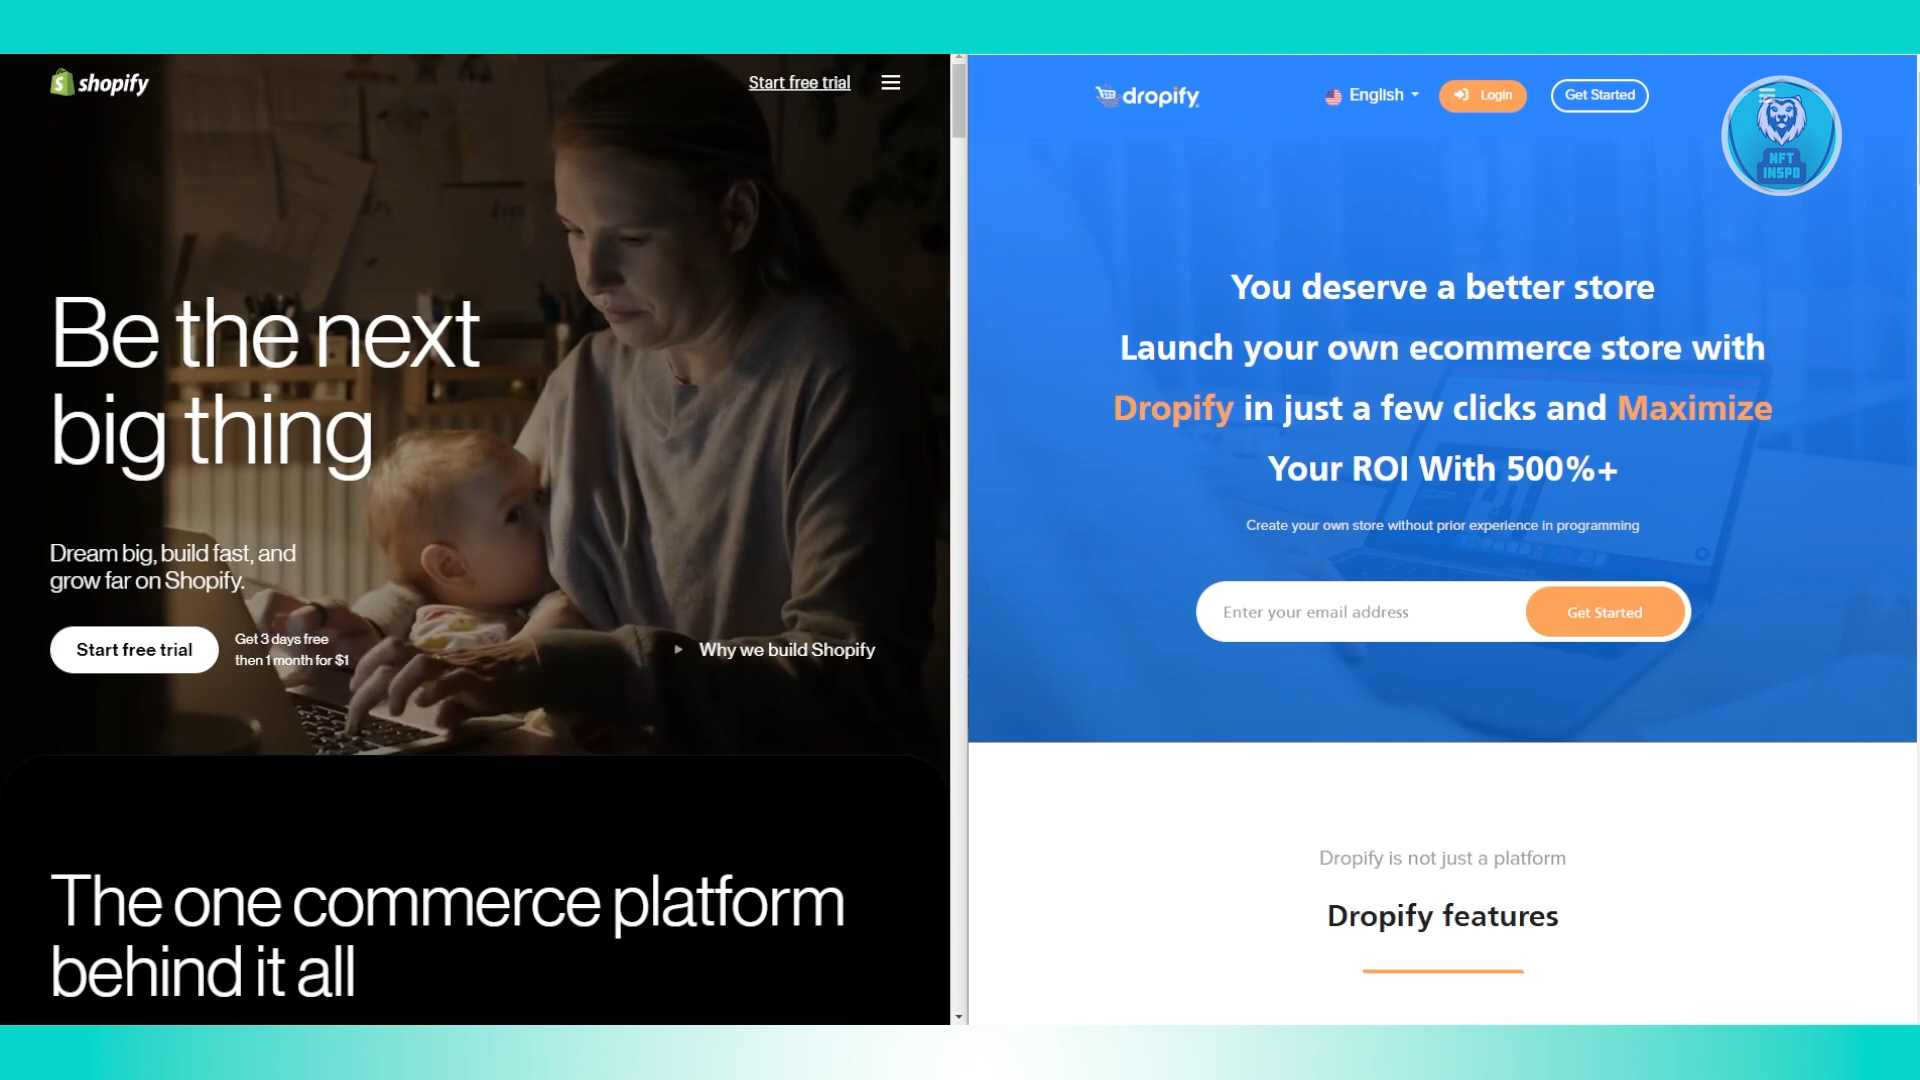 shopify
Start free trial
Be the next
big thing
Dream big, build fast, and
grow far on Shopify.
Start free trial
Get 3 days free
then 1 month for $1
Why we build Shopify
The one commerce platform
behind it all
dropify
English
Login
Get Started
NFT
INSPO
You deserve a better store
Launch your own ecommerce store with
Dropify in just a few clicks and Maximize
Your ROI With 500%+
Create your own store without prior experience in programming
Enter your email address
Get Started
Dropify is not just a platform
Dropify features